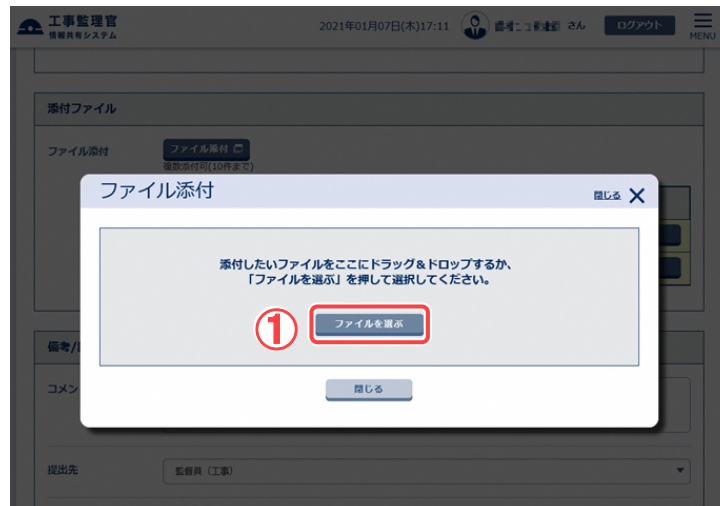 工事監理官
情報共有システム
2021年01月07日(木)17:11
さん
ログアウト
MENU
添付ファイル
ファイル添付
ファイル添付
複数添付可(10件まで)
ファイル添付
閉じる
添付したいファイルをここにドラッグ&ドロップするか、
「ファイルを選ぶ」を押して選択してください。
①
ファイルを選ぶ
閉じる
備考/
コメン
提出先
監督員（工事）